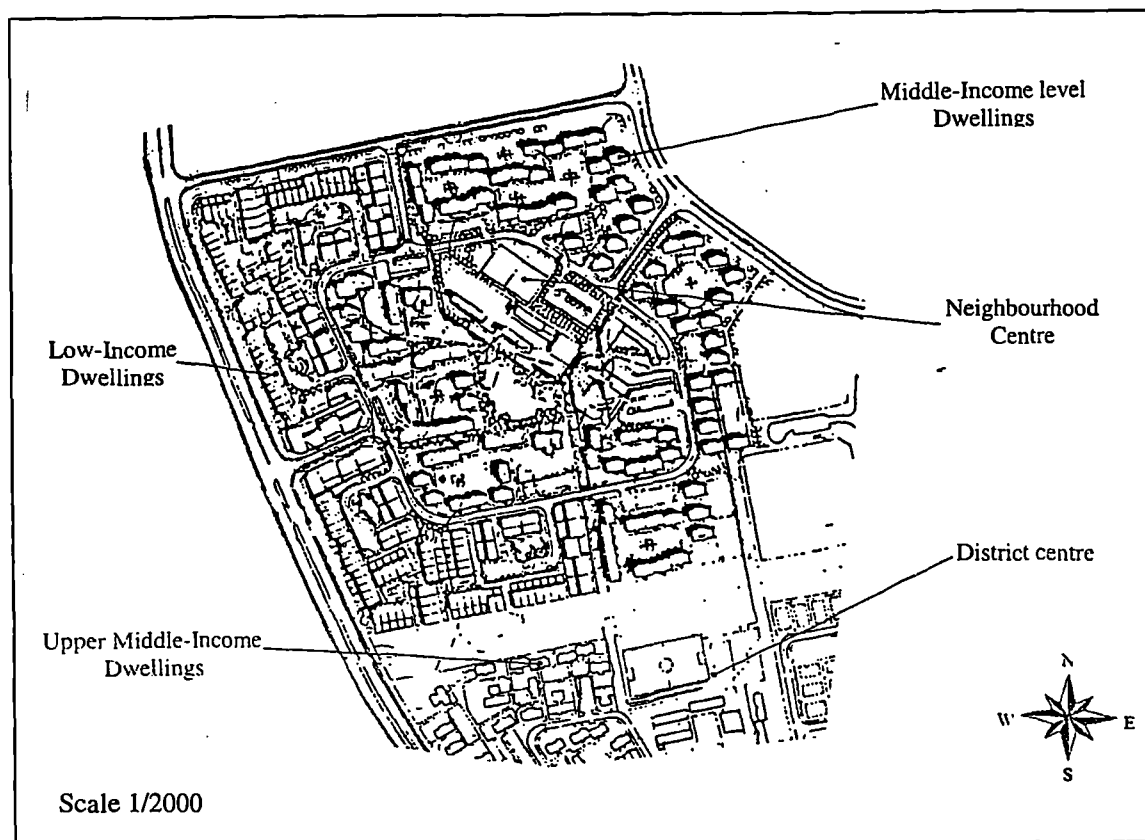 Middle-Income level
Dwellings
Neighbourhood
Centre
Low-Income
Dwellings
District centre
Upper Middle-Income
Dwellings
N
W
E
S
Scale 1/2000